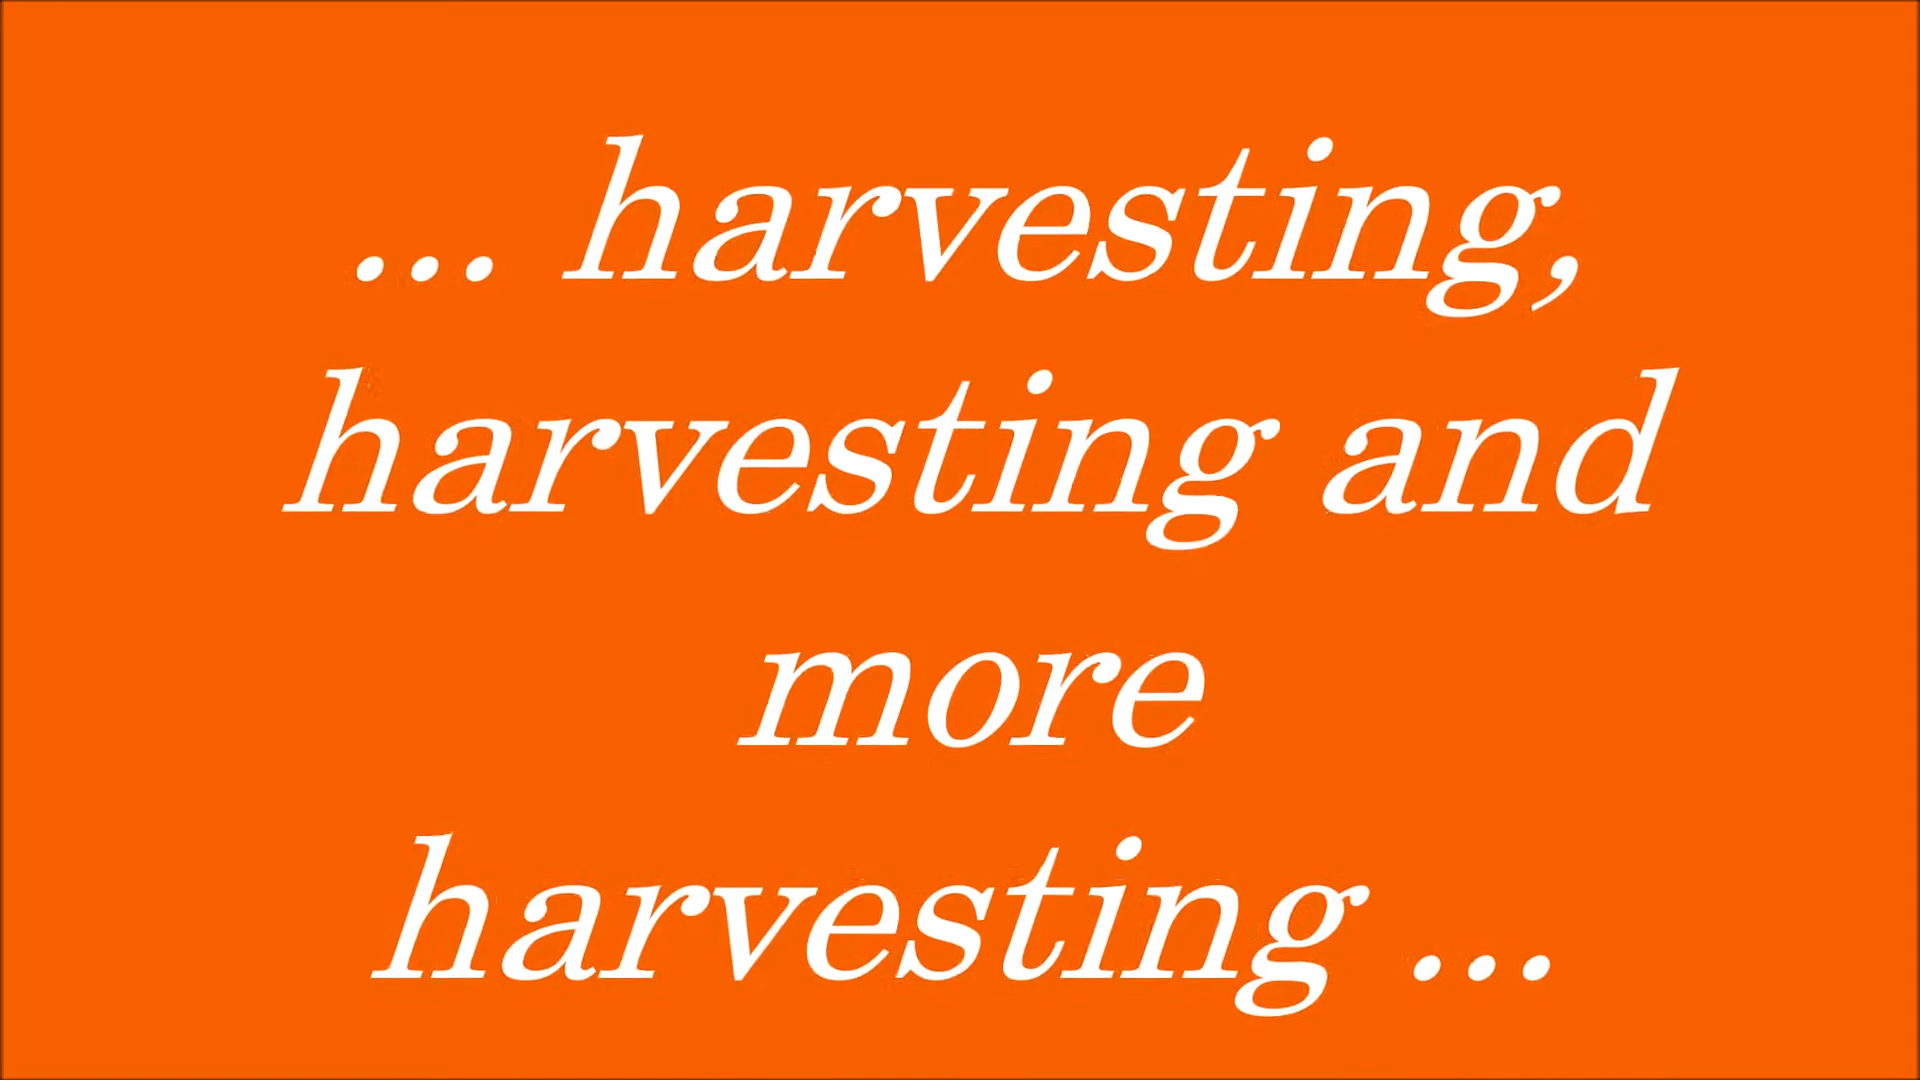 ... harvesting,
harvesting and
more
harvesting ...